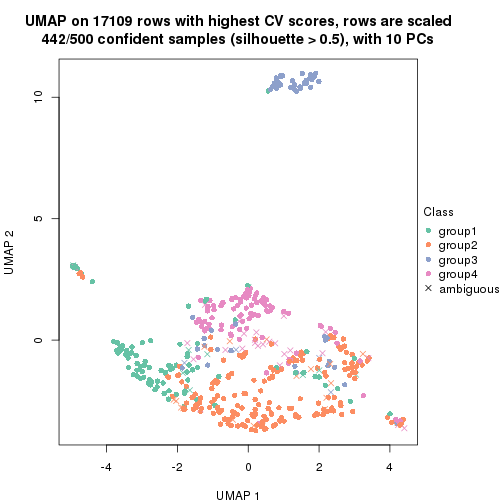 UMAP on 17109 rows with highest CV scores, rows are scaled
442/500 confident samples (silhouette > 0.5), with 10 PCs
10
5
0
UMAP 2
-4
-2
0
2
4
UMAP 1
Class
group1
group2
group3
group4
ambiguous